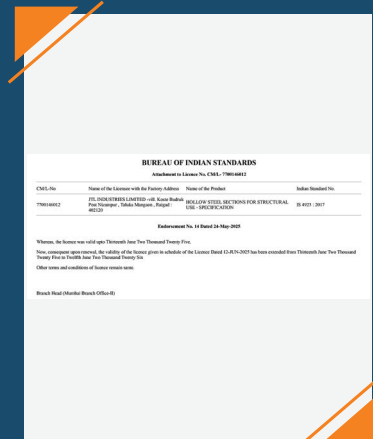 BUREAU OF INDIAN STANDARDS
Attachment to Licence No. CM/L- 7700146012
CM/L-No Name of the Licensee with the Factory Address Name of the Product Indian Standard No.
7700146012 JTL INDUSTRIES LIMITED -vill. Kusze Budruk HOLLOW STEEL SECTIONS FOR STRUCTURAL IS 4923 : 2017
Post Nizampur , Taluka Mangaon , Raigad USE - SPECIFICATION
402120
Endorsement No. 14 Dated 24-May-2025
Whereas, the licence was valid upto Thirteenth June Two Thousand Twenty Five.
Now, consequent upon renewal, the validity of the licence given in schedule of the Licence Dated 12-JUN-2025 has been extended from Thirteenth June Two Thousand
Twenty Five to Twelfth June Two Thousand Twenty Six
Other terms and conditions of licence remain same.
Branch Head (Mumbai Branch Office-II)